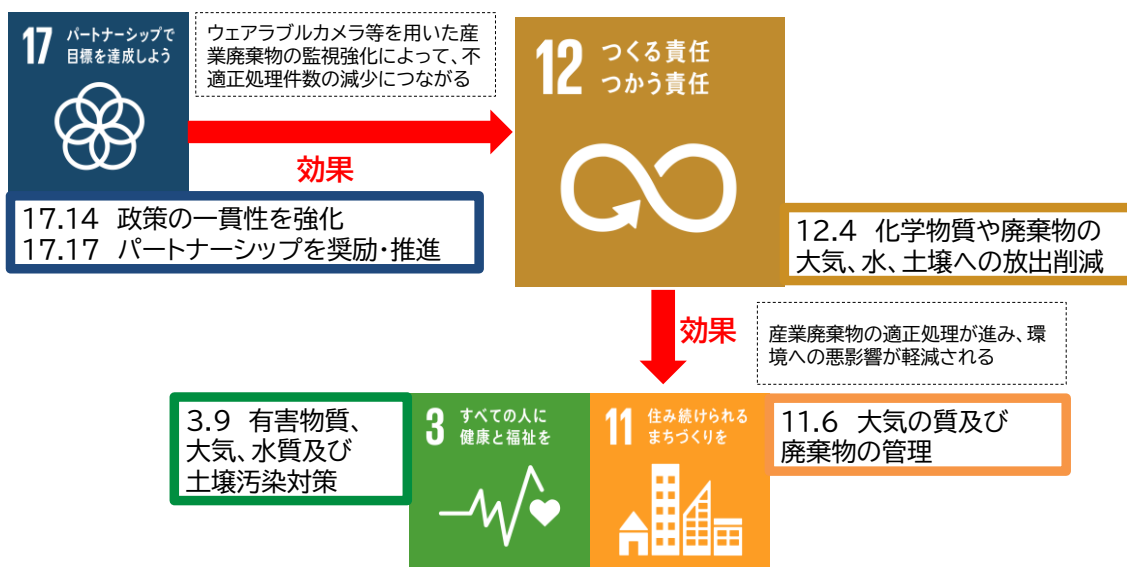 17 パートナーシップで
目標を達成しよう
ウェアラブルカメラ等を用いた産
業廃棄物の監視強化によって、不
適正処理件数の減少につながる
効果
17.14 政策の一貫性を強化
17.17 パートナーシップを奨励・推進
12 つくる責任
つかう責任
12.4 化学物質や廃棄物の
大気、水、土壌への放出削減
効果
産業廃棄物の適正処理が進み、環
境への悪影響が軽減される
3.9 有害物質、
大気、水質及び
土壌汚染対策
3 すべての人に
健康と福祉を
11 住み続けられる
まちづくりを
11.6 大気の質及び
廃棄物の管理